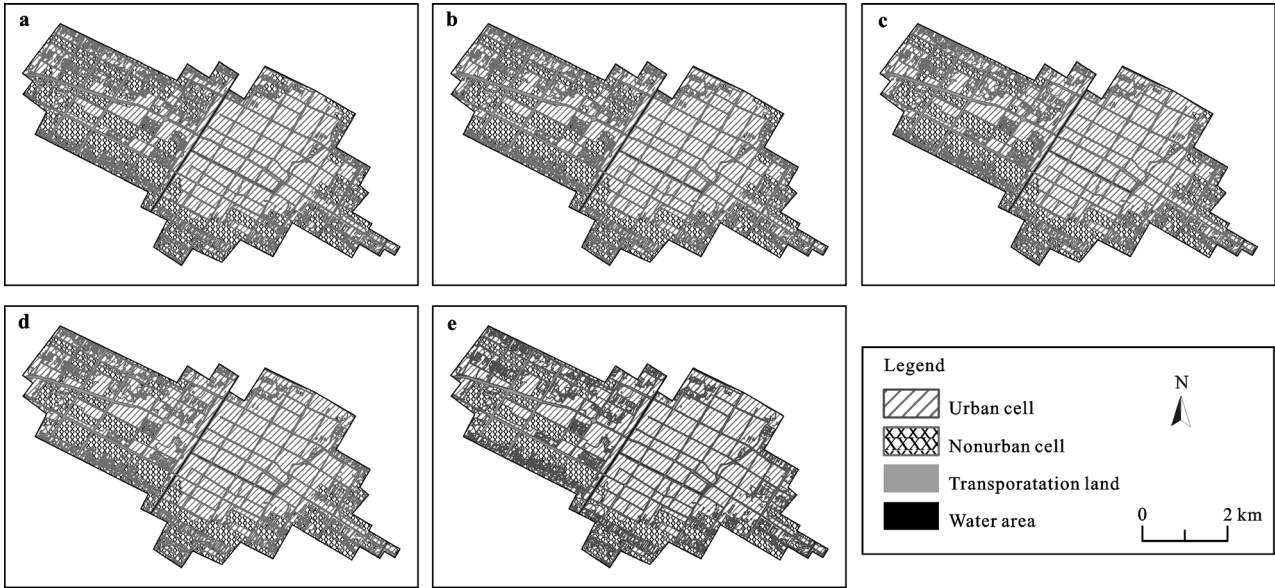 a
b
c
d
e
Legend
Urban cell
Nonurban cell
Transporatation land
Water area
N
0 2 km